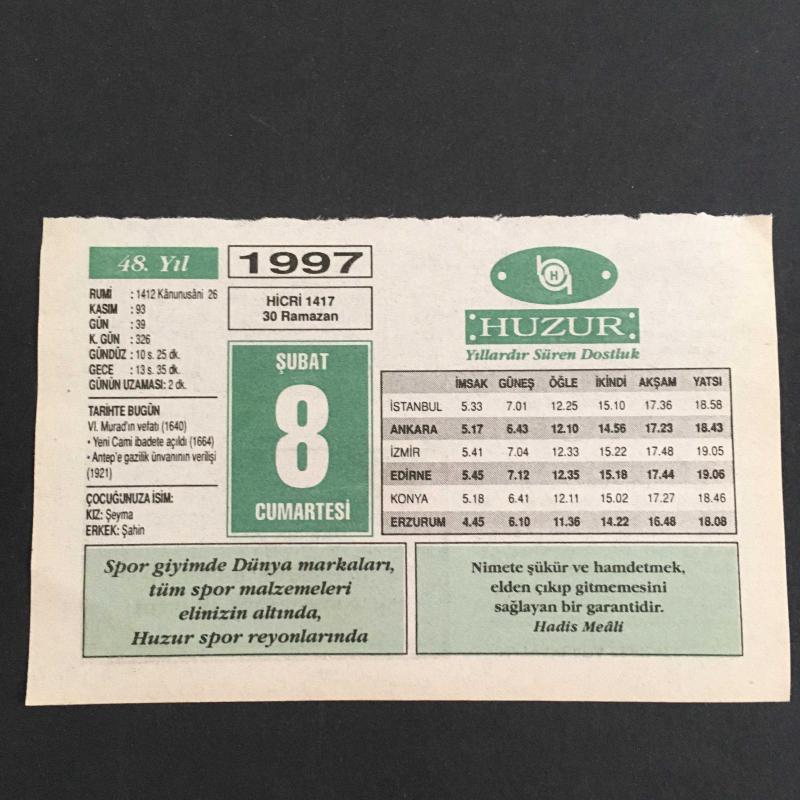 48. Yıl
1997
RUMİ : 1412 Kânunusâni 26
KASIM : 93
GÜN : 39
K. GÜN : 326
GÜNDÜZ : 10 s. 25 dk.
GECE : 13 s. 35 dk.
GÜNÜN UZAMASI: 2 dk.
HİCRİ 1417
30 Ramazan
TARİHTE BUGÜN
VI. Murad'ın vefatı (1640)
• Yeni Cami ibadete açıldı (1664)
• Antep'e gazilik ünvanının verilişi
(1921)
ÇOCUĞUNUZA İSİM:
KIZ: Şeyma
ERKEK: Şahin
ŞUBAT
8
CUMARTESİ
H
HUZUR
Yıllardır Süren Dostluk
İMSAK GÜNEŞ ÖĞLE İKİNDİ AKŞAM YATSI
İSTANBUL 5.33 7.01 12.25 15.10 17.36 18.58
ANKARA 5.17 6.43 12.10 14.56 17.23 18.43
İZMİR 5.41 7.04 12.33 15.22 17.48 19.05
EDİRNE 5.45 7.12 12.35 15.18 17.44 19.06
KONYA 5.18 6.41 12.11 15.02 17.27 18.46
ERZURUM 4.45 6.10 11.36 14.22 16.48 18.08
Spor giyimde Dünya markaları,
tüm spor malzemeleri
elinizin altında,
Huzur spor reyonlarında
Nimete şükür ve hamdetmek,
elden çıkıp gitmemesini
sağlayan bir garantidir.
Hadis Meâli